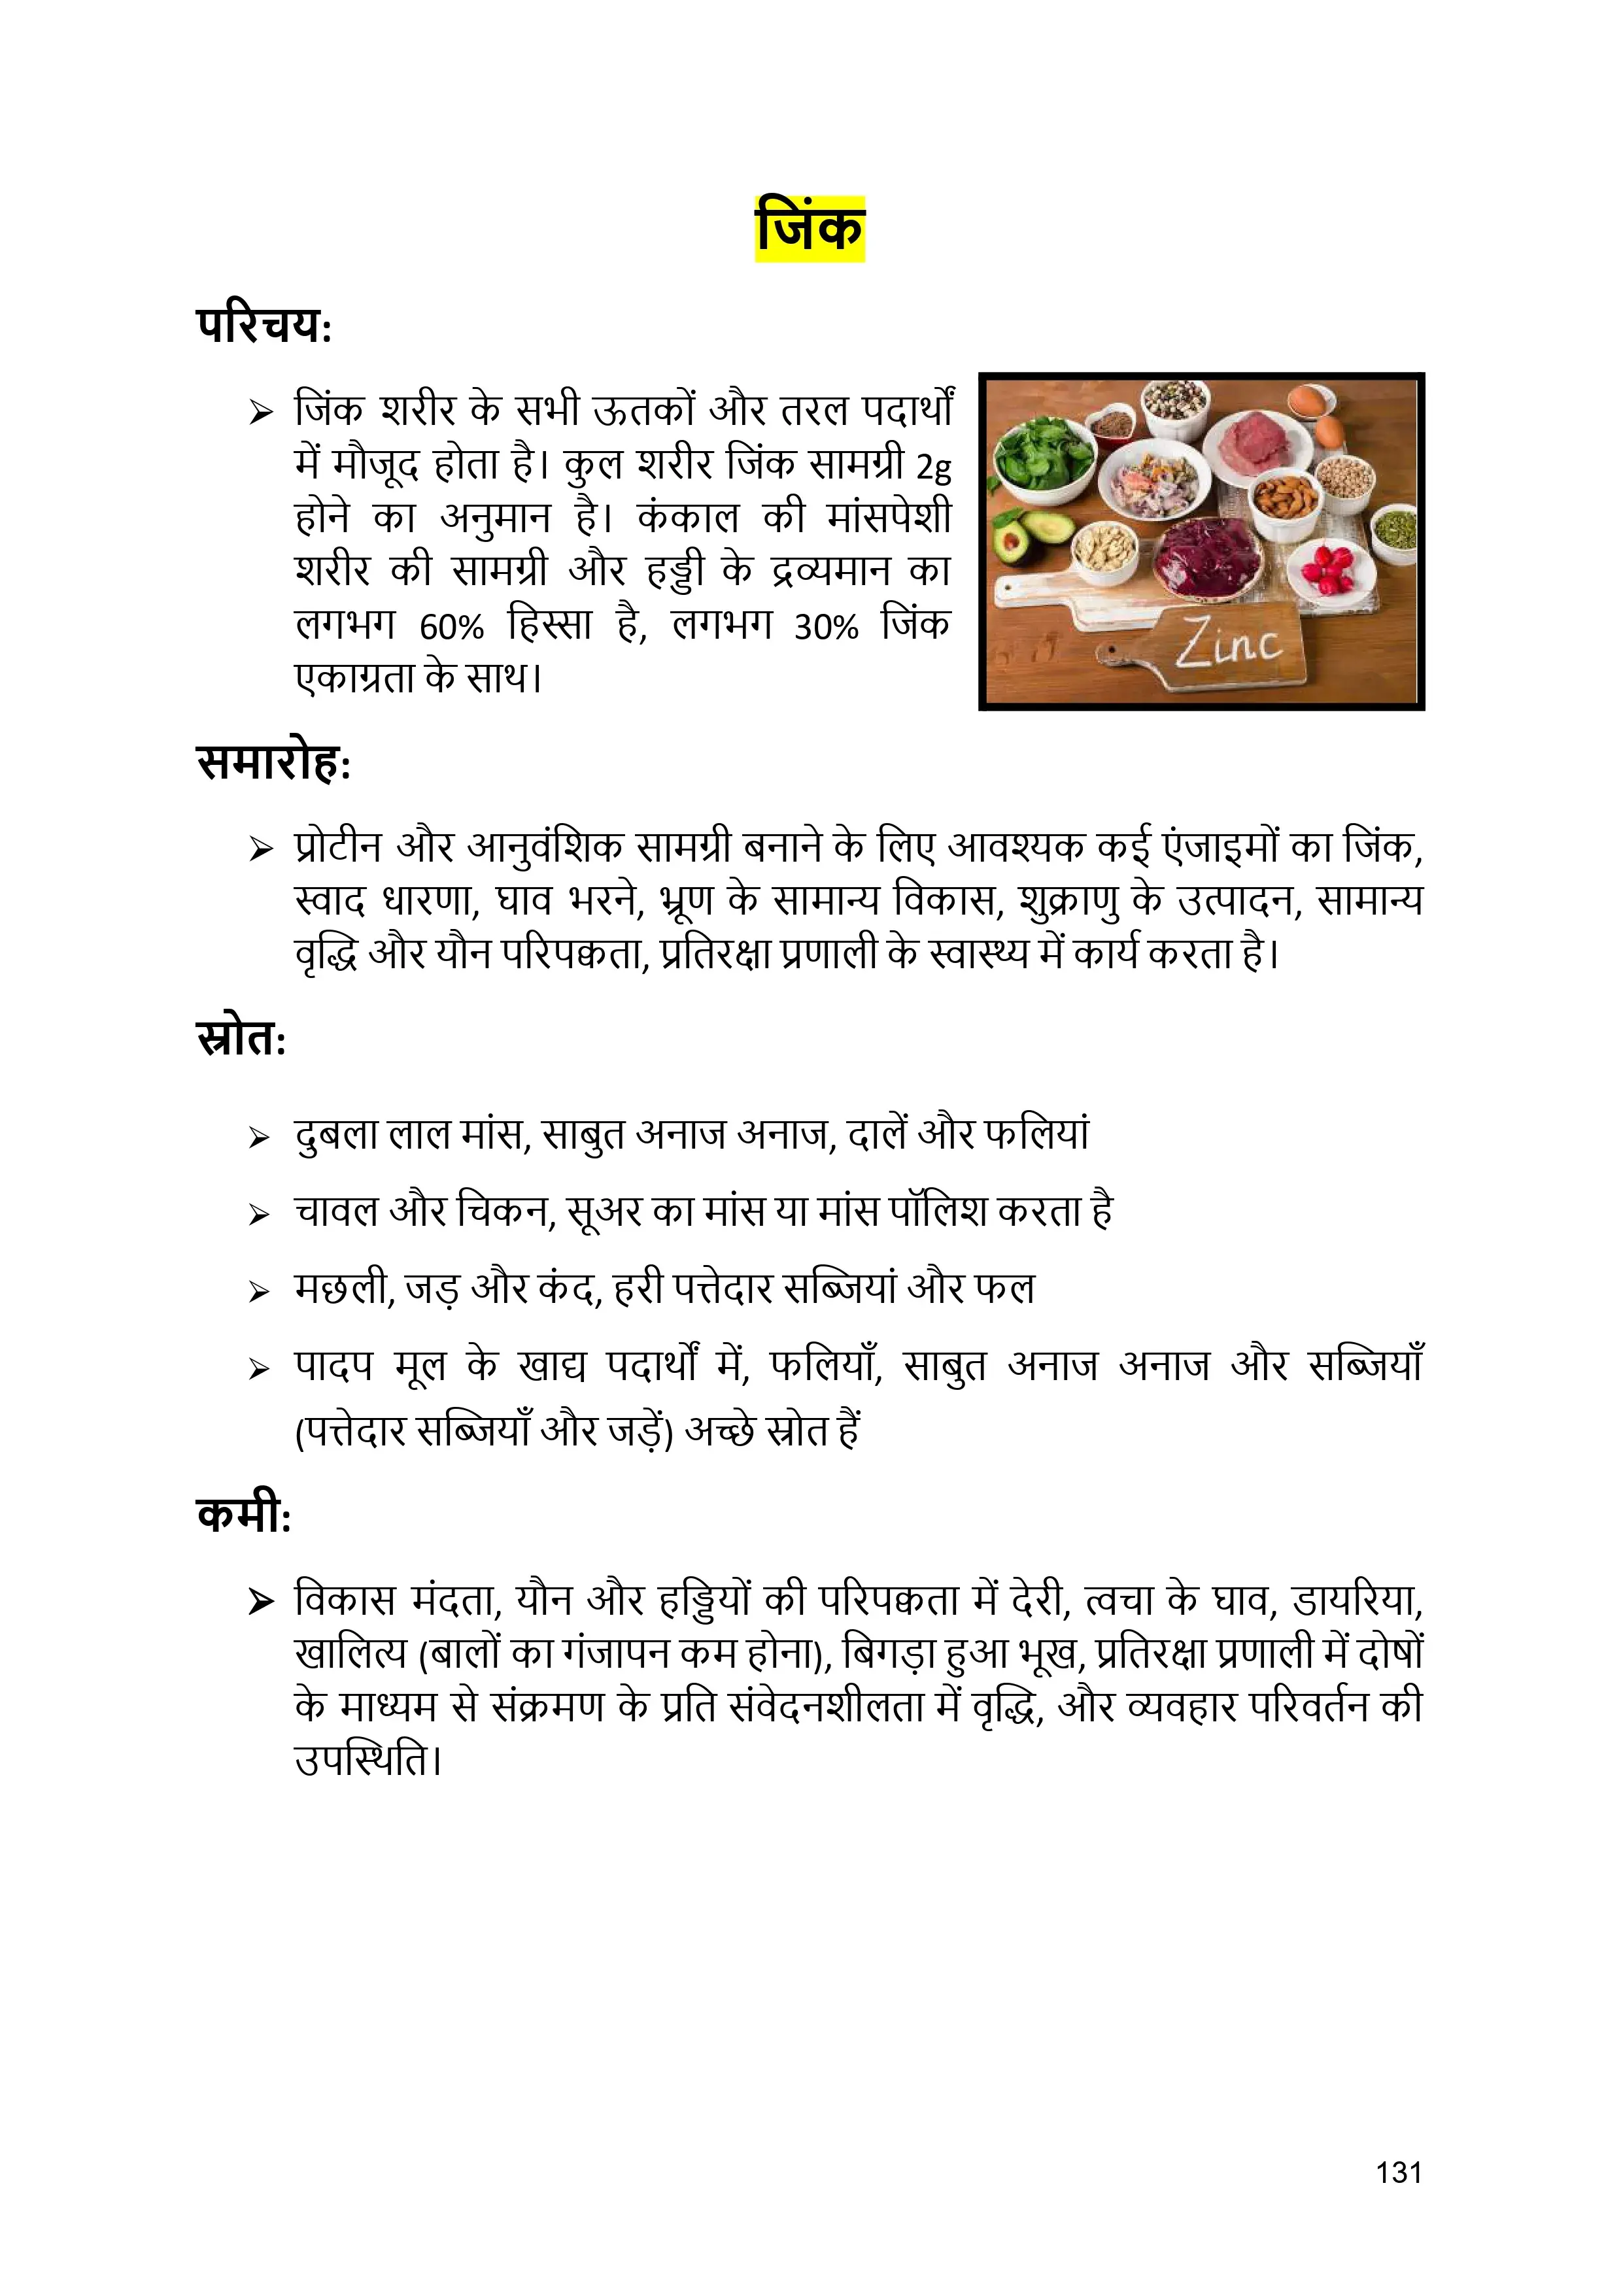 जिंक
परिचय:
➢ जिंक शरीर के सभी ऊतकों और तरल पदार्थों
में मौजूद होता है। कुल शरीर जिंक सामग्री 2g
होने का अनुमान है। कंकाल की मांसपेशी
शरीर की सामग्री और हड्डी के द्रव्यमान का
लगभग 60% हिस्सा है, लगभग 30% जिंक
एकाग्रता के साथ।
Zinc
समारोह:
➢ प्रोटीन और आनुवंशिक सामग्री बनाने के लिए आवश्यक कई एंजाइमों का जिंक,
स्वाद धारणा, घाव भरने, भ्रूण के सामान्य विकास, शुक्राणु के उत्पादन, सामान्य
वृद्धि और यौन परिपक्वता, प्रतिरक्षा प्रणाली के स्वास्थ्य में कार्य करता है।
स्रोत:
➢ दुबला लाल मांस, साबुत अनाज अनाज, दालें और फलियां
➢ चावल और चिकन, सूअर का मांस या मांस पॉलिश करता है
➢ मछली, जड़ और कंद, हरी पत्तेदार सब्जियां और फल
➢ पादप मूल के खाद्य पदार्थों में, फलियाँ, साबुत अनाज अनाज और सब्जियाँ
(पत्तेदार सब्जियाँ और जड़ें) अच्छे स्रोत हैं
कमी:
➢ विकास मंदता, यौन और हड्डियों की परिपक्वता में देरी, त्वचा के घाव, डायरिया,
खालित्य (बालों का गंजापन कम होना), बिगड़ा हुआ भूख, प्रतिरक्षा प्रणाली में दोषों
के माध्यम से संक्रमण के प्रति संवेदनशीलता में वृद्धि, और व्यवहार परिवर्तन की
उपस्थिति।
131